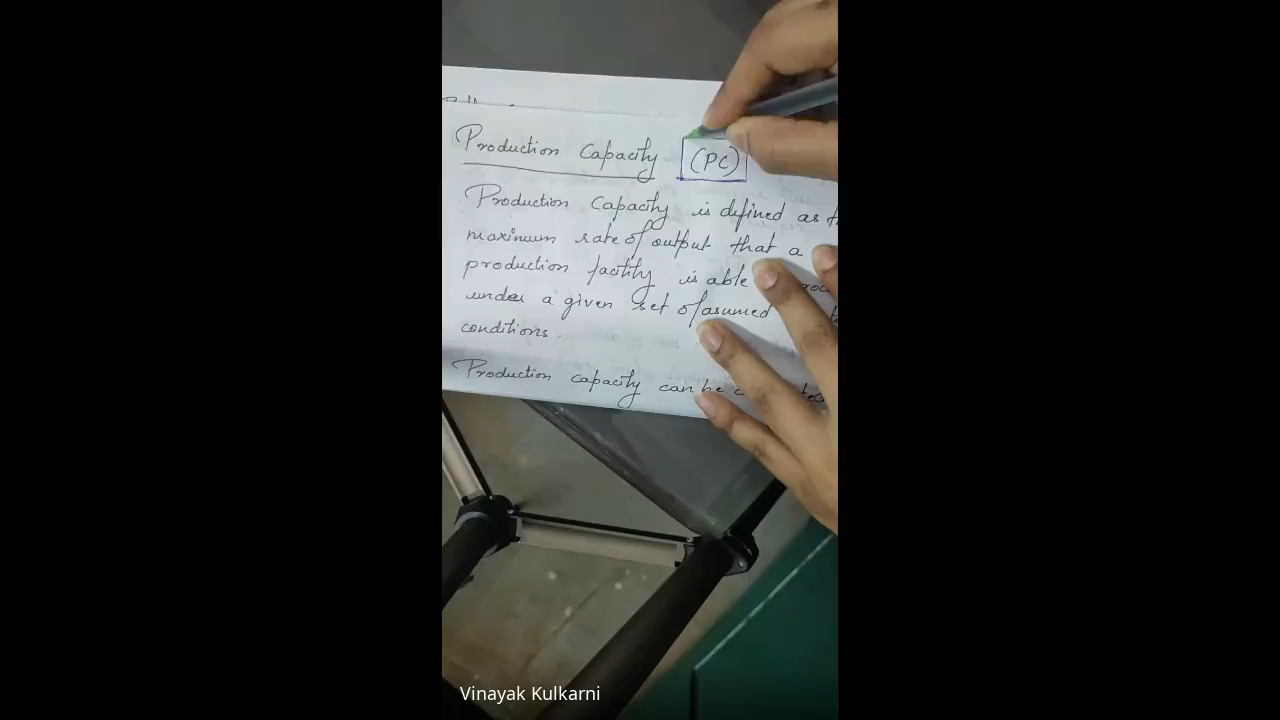 Production Capacity (PC)
Production Capacity is defined as
maximum rate of output that a
production facility is able
under a given set of asumed
conditions.
Production capacity can be
Vinayak Kulkarni